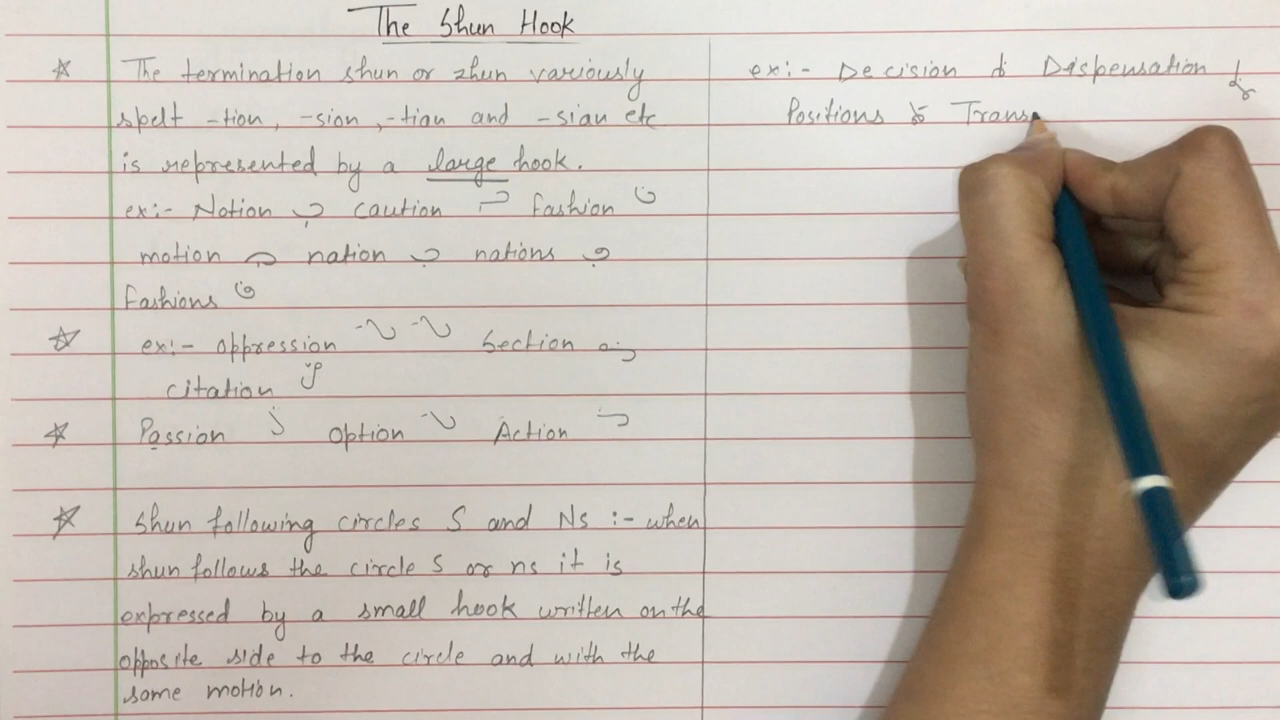 The Shun Hook
☆ The termination shun or zhun variously
spelt -tion, -sion, -tian and -sian etc
is represented by a large hook.
ex:- Notion caution fashion
motion nation nations
fashions
☆ ex:- oppression Section
citation
☆ Passion Option Action
☆ Shun following circles S and Ns :- when
shun follows the circle S or ns it is
expressed by a small hook written on the
opposite side to the circle and with the
same motion.
ex:- Decision Dispensation
Positions Trans